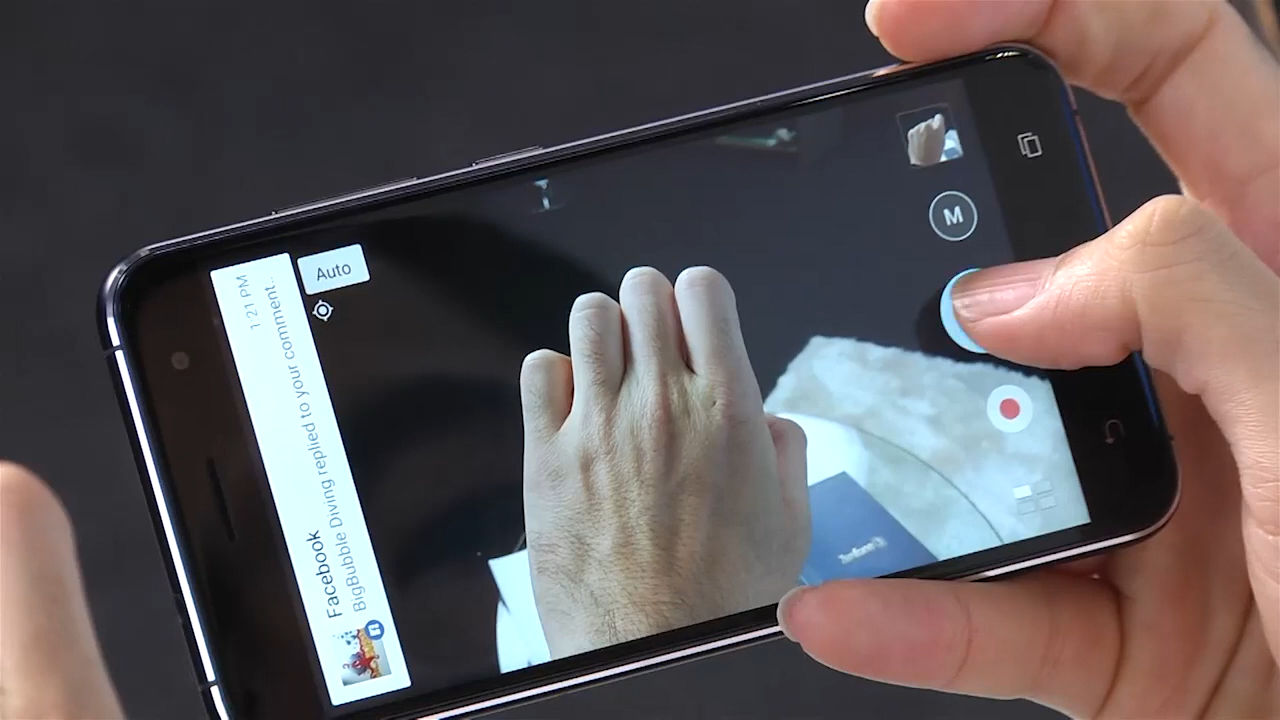 Facebook
1:21 PM
BigBubble Diving replied to your comment..
Auto
M